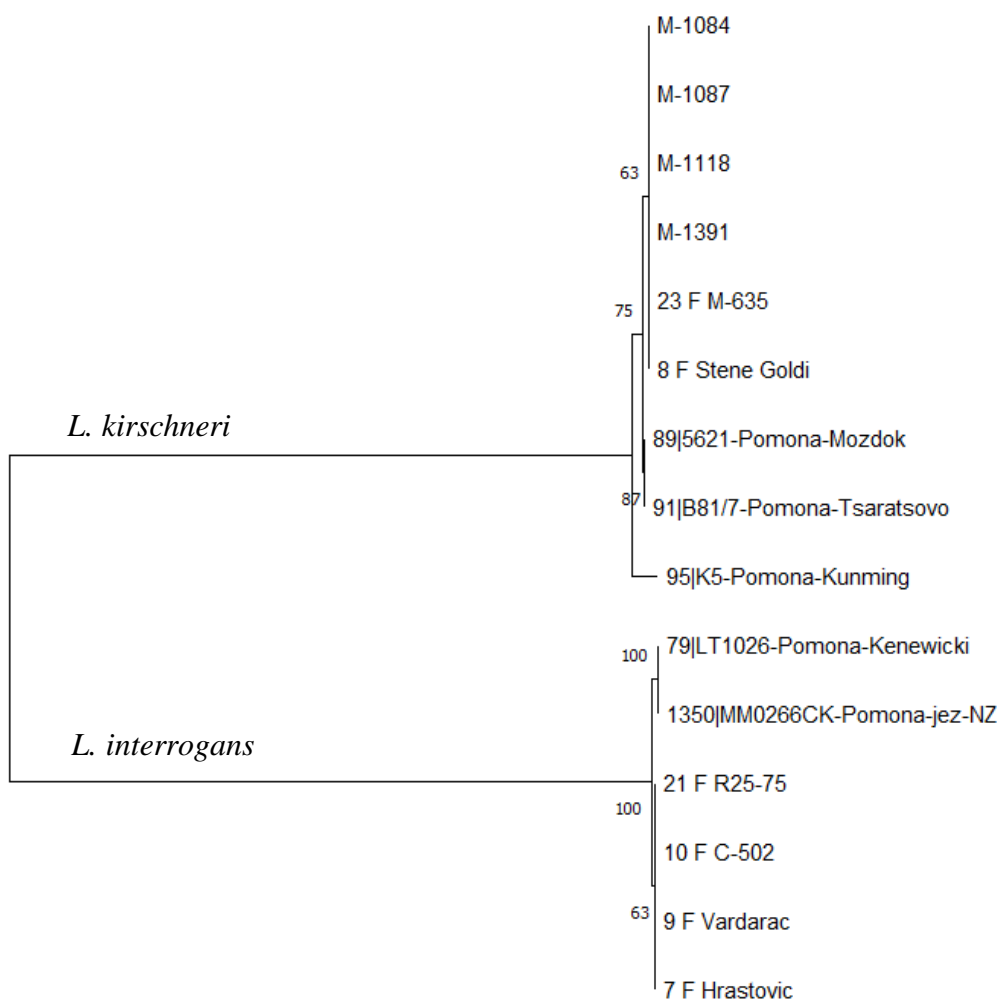 M-1084
M-1087
M-1118
63
M-1391
23 F M-635
75
8 F Stene Goldi
L. kirschneri
89|5621-Pomona-Mozdok
87
91|B81/7-Pomona-Tsaratsovo
95|K5-Pomona-Kunming
79|LT1026-Pomona-Kenewicki
100
1350|MM0266CK-Pomona-jez-NZ
L. interrogans
21 F R25-75
100
10 F C-502
63
9 F Vardarac
7 F Hrastovic